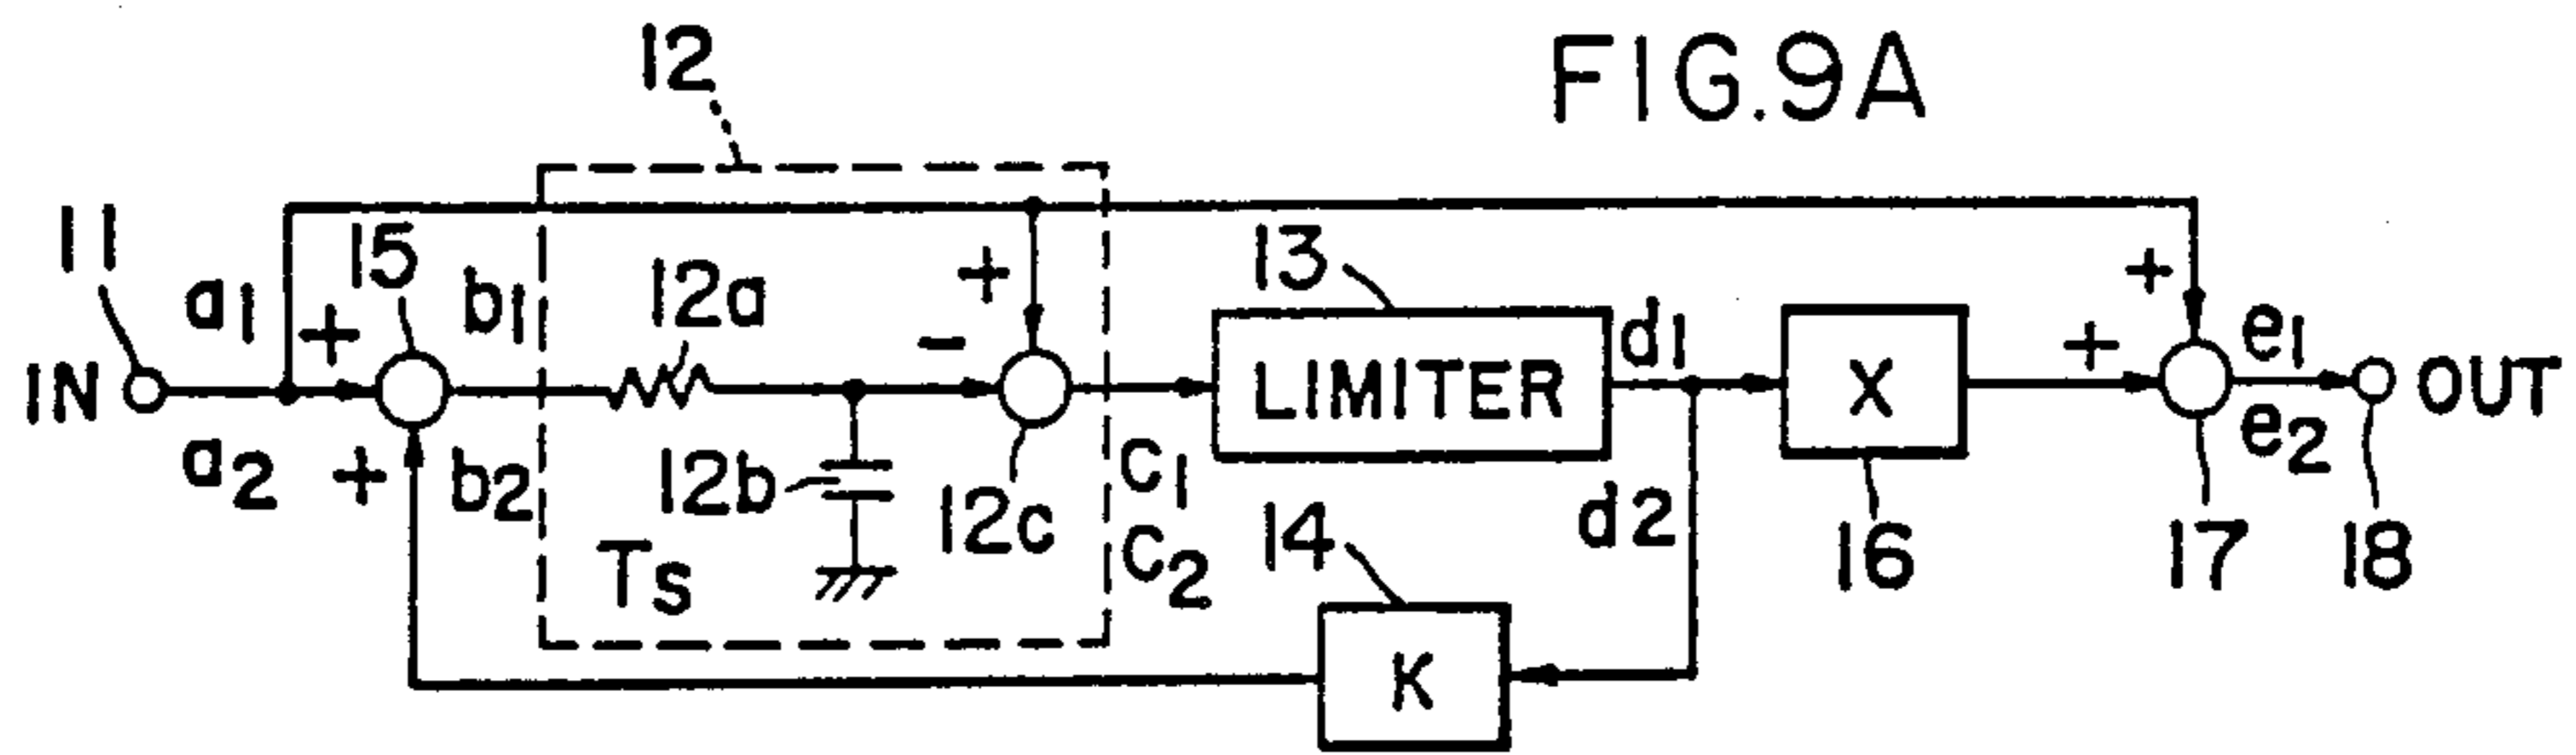 FIG.9A
12
11
15
a1
b1
12a
+
+
-
13
d1
+
+
e1
IN
LIMITER
X
OUT
a2
+
b2
12b
12c
c1
c2
d2
e2
Ts
14
16
17
18
K